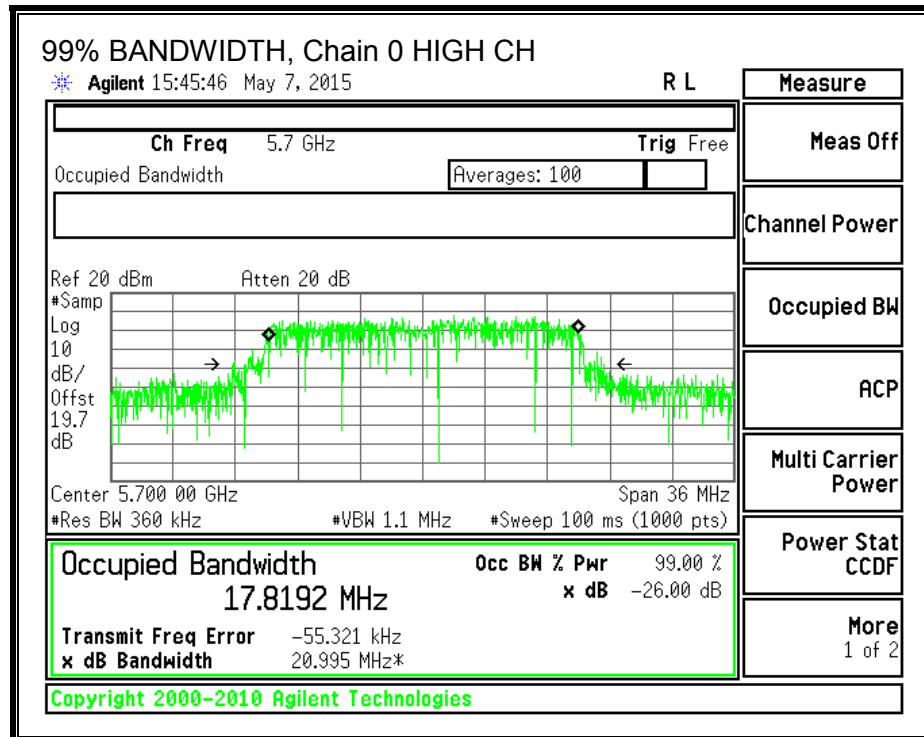 99% BANDWIDTH, Chain 0 HIGH CH
Agilent 15:45:46 May 7, 2015 R L
Measure
Ch Freq 5.7 GHz Trig Free
Meas Off
Occupied Bandwidth Averages: 100
Channel Power
Ref 20 dBm Atten 20 dB
#Samp
Log
10
dB/
Offst
19.7
dB
Occupied BW
ACP
Multi Carrier
Power
Center 5.700 00 GHz Span 36 MHz
#Res BW 360 kHz #VBW 1.1 MHz #Sweep 100 ms (1000 pts)
Power Stat
CCDF
Occupied Bandwidth Occ BW % Pwr 99.00 %
17.8192 MHz x dB -26.00 dB
Transmit Freq Error -55.321 kHz
x dB Bandwidth 20.995 MHz*
More
1 of 2
Copyright 2000-2010 Agilent Technologies